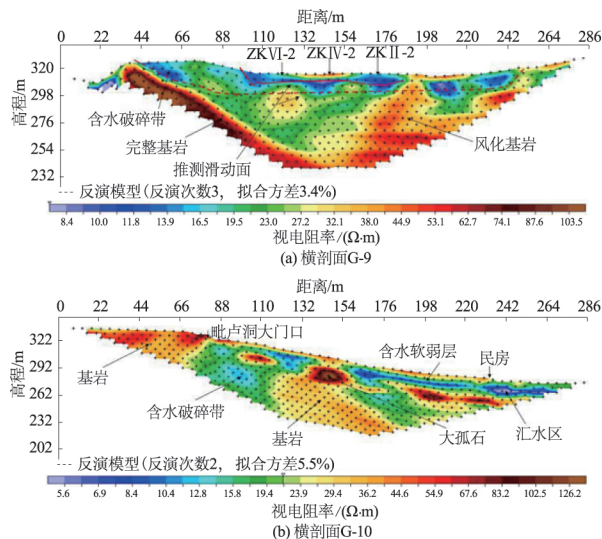 距离/m
0 22 44 66 88 110 132 154 176 198 220 242 264 286
ZKⅥ-2 ZKⅣ-2 ZKⅡ-2
高程/m
320
298
276
254
232
含水破碎带
完整基岩
推测滑动面
风化基岩
--- 反演模型(反演次数3, 拟合方差3.4%)
8.4 10.0 11.8 13.9 16.5 19.5 23.0 27.2 32.1 38.0 44.9 53.1 62.7 74.1 87.6 103.5
视电阻率/(Ω·m)
(a) 横剖面G-9
距离/m
0 22 44 66 88 110 132 154 176 198 220 242 264 286
高程/m
322
292
262
232
202
毗卢洞大门口
基岩
含水软弱层
民房
含水破碎带
基岩
大孤石
汇水区
--- 反演模型(反演次数2, 拟合方差5.5%)
5.6 6.9 8.4 10.4 12.8 15.8 19.4 23.9 29.4 36.2 44.6 54.9 67.7 83.2 102.5 126.2
视电阻率/(Ω·m)
(b) 横剖面G-10